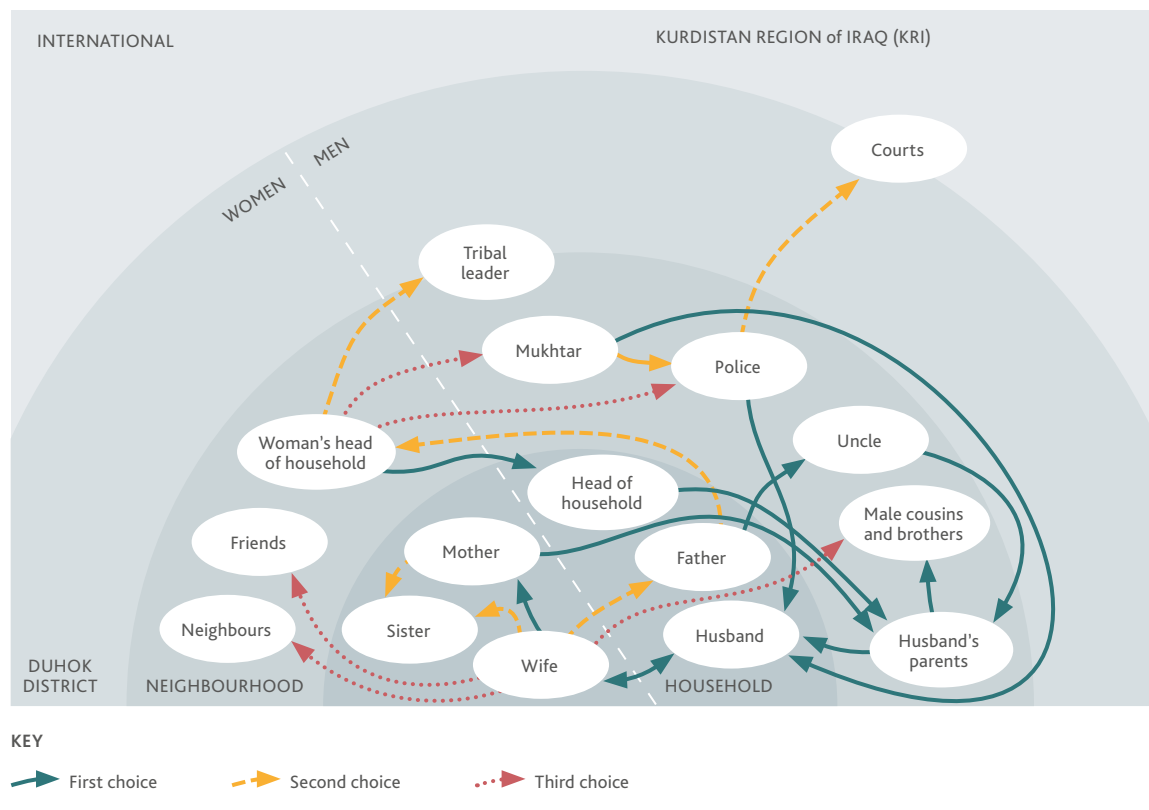 INTERNATIONAL
KURDISTAN REGION of IRAQ (KRI)
MEN
WOMEN
Courts
Tribal
leader
Mukhtar
Police
Woman's head
of household
Uncle
Head of
household
Male cousins
and brothers
Friends
Mother
Father
Neighbours
Sister
Husband
Husband's
parents
Wife
DUHOK
DISTRICT
NEIGHBOURHOOD
HOUSEHOLD
KEY
First choice
Second choice
Third choice